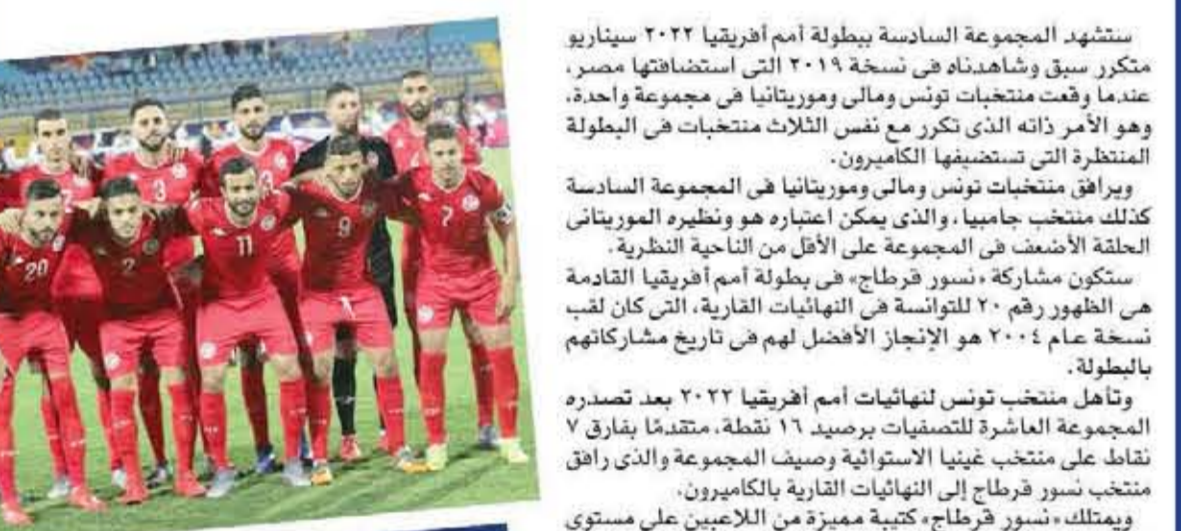 ستشهد المجموعة السادسة ببطولة أمم أفريقيا ٢٠٢٢ سيناريو
متكرر سبق وشاهدناه فى نسخة ٢٠١٩ التى استضافتها مصر،
عندما وقعت منتخبات تونس ومالى وموريتانيا فى مجموعة واحدة،
وهو الأمر ذاته الذى تكرر مع نفس الثلاث منتخبات فى البطولة
المنتظرة التى تستضيفها الكاميرون.
ويرافق منتخبات تونس ومالى وموريتانيا فى المجموعة السادسة
كذلك منتخب جامبيا، والذى يمكن اعتباره هو ونظيره الموريتانى
الحلقة الأضعف فى المجموعة على الأقل من الناحية النظرية.
ستكون مشاركة «نسور قرطاج» فى بطولة أمم أفريقيا القادمة
هى الظهور رقم ٢٠ للتوانسة فى النهائيات القارية، التى كان لقب
نسخة عام ٢٠٠٤ هو الإنجاز الأفضل لهم فى تاريخ مشاركاتهم
بالبطولة.
وتأهل منتخب تونس لنهائيات أمم أفريقيا ٢٠٢٢ بعد تصدره
المجموعة العاشرة للتصفيات برصيد ١٦ نقطة، متقدمًا بفارق ٧
نقاط على منتخب غينيا الاستوائية وصيف المجموعة والذى رافق
منتخب نسور قرطاج إلى النهائيات القارية بالكاميرون.
ويمتلك «نسور قرطاج» كتيبة مميزة من اللاعبين على مستوى
3
20
2
11
9
7